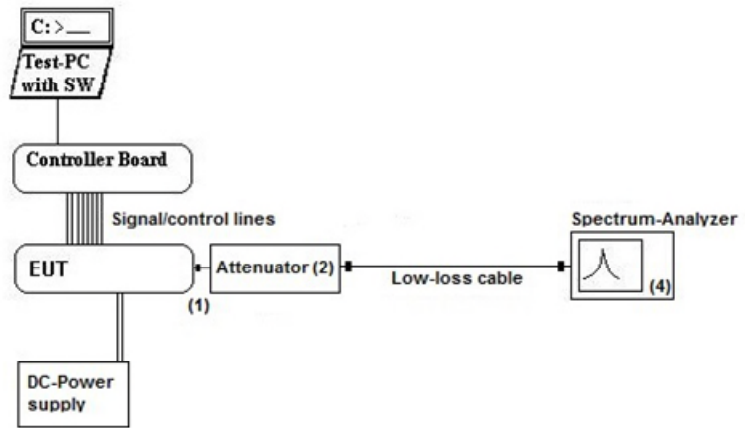 C:>__
Test-PC
with SW
Controller Board
Signal/control lines
Spectrum-Analyzer
EUT
Attenuator (2)
Low-loss cable
(4)
(1)
DC-Power
supply